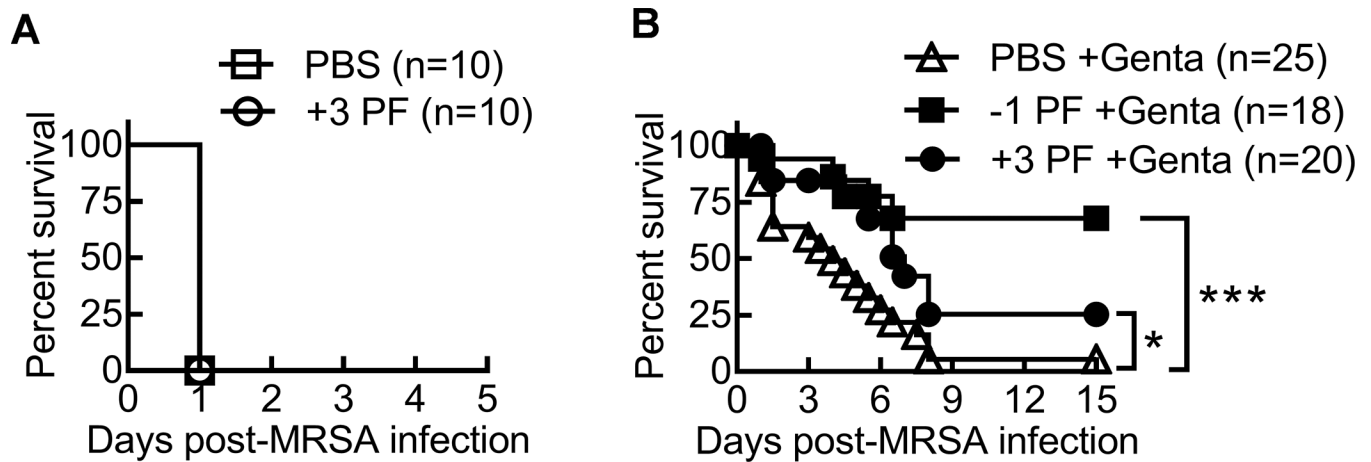 A
PBS (n=10)
+3 PF (n=10)
Percent survival
100
75
50
25
0
0 1 2 3 4 5
Days post-MRSA infection
B
PBS +Genta (n=25)
-1 PF +Genta (n=18)
+3 PF +Genta (n=20)
Percent survival
100
75
50
25
0
0 3 6 9 12 15
Days post-MRSA infection
***
*